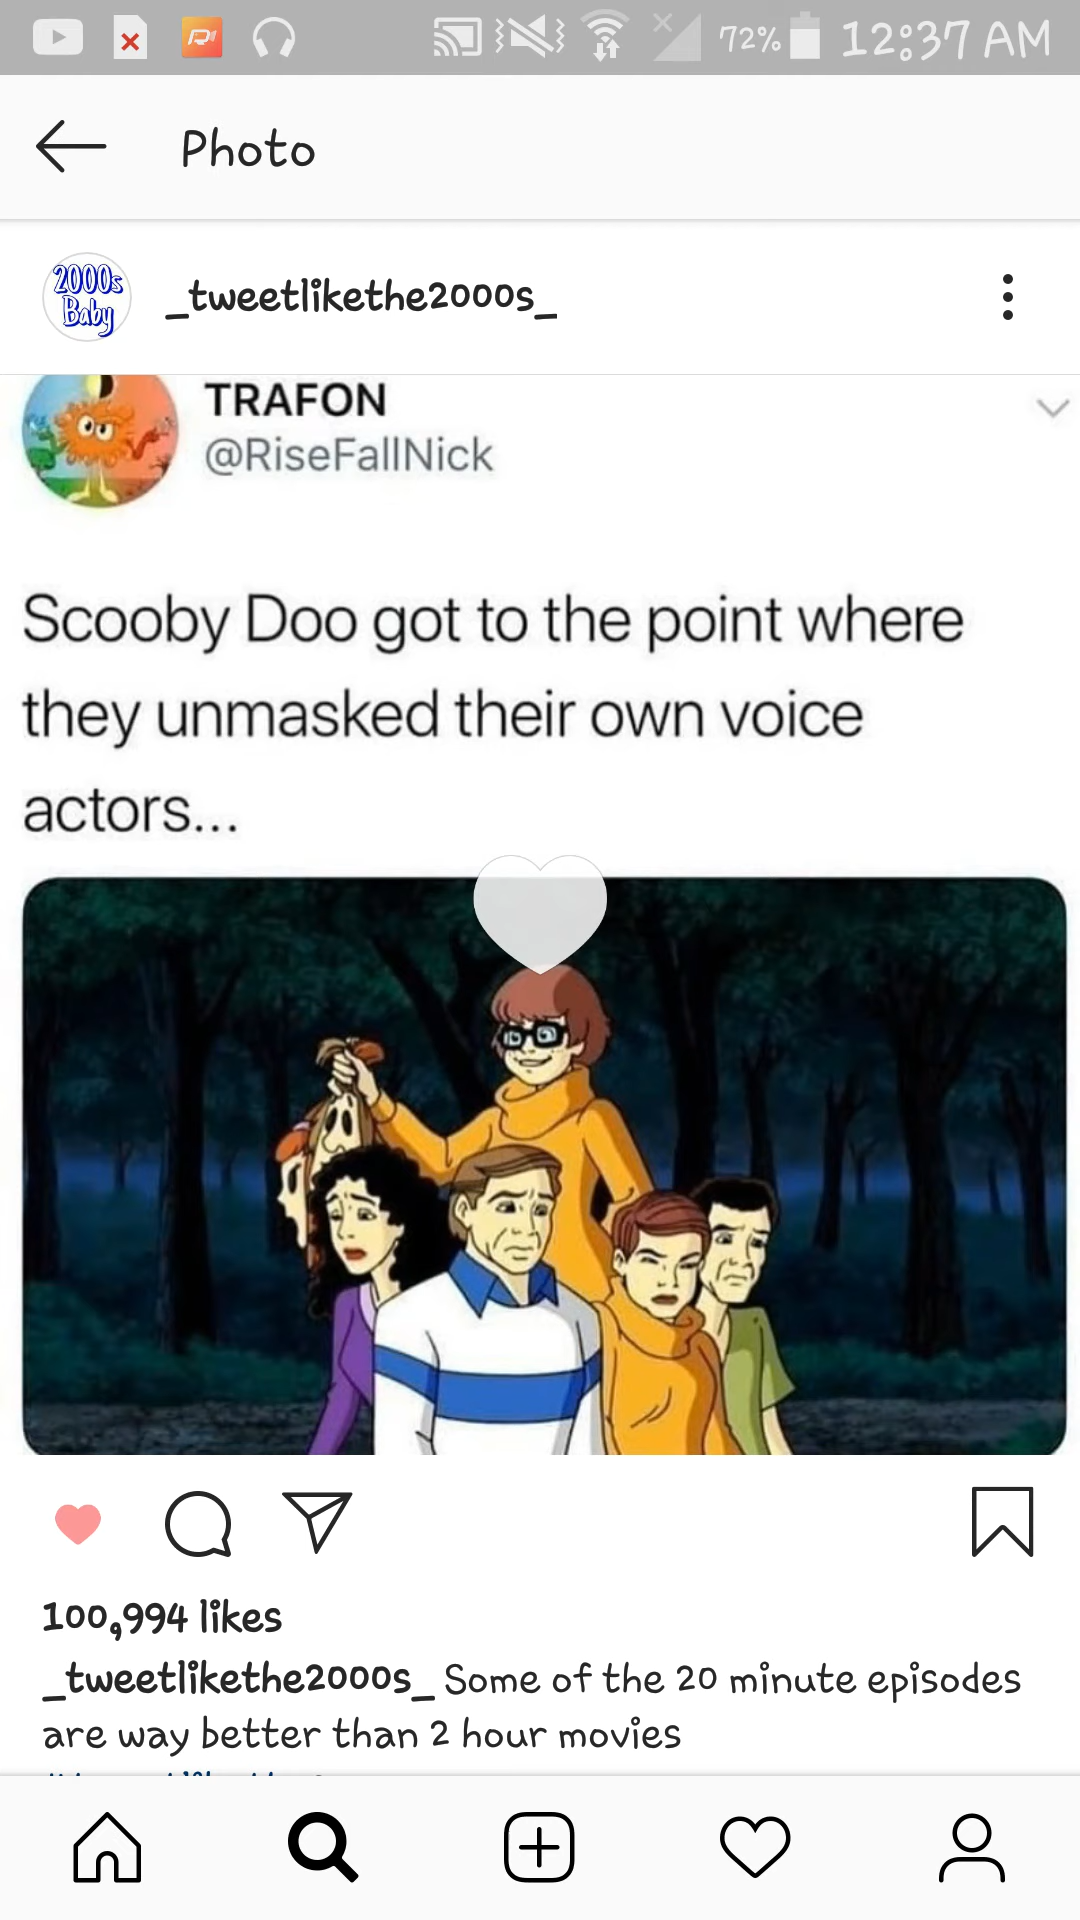 72% 12:37 AM
Photo
2000s
Baby
_tweetlikethe2000s_
TRAFON
@RiseFallNick
Scooby Doo got to the point where
they unmasked their own voice
actors...
100,994 likes
_tweetlikethe2000s_ Some of the 20 minute episodes
are way better than 2 hour movies